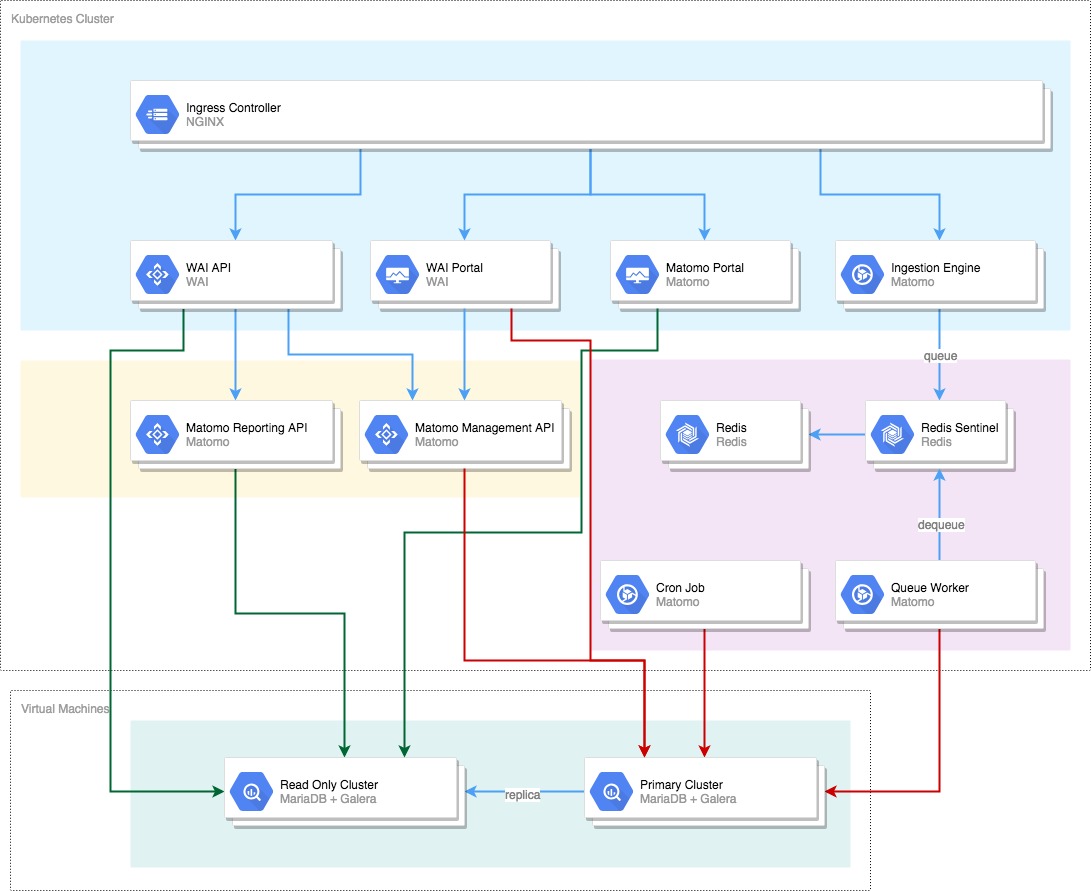 Kubernetes Cluster
Ingress Controller
NGINX
WAI API
WAI
WAI Portal
WAI
Matomo Portal
Matomo
Ingestion Engine
Matomo
queue
Matomo Reporting API
Matomo
Matomo Management API
Matomo
Redis
Redis
Redis Sentinel
Redis
dequeue
Cron Job
Matomo
Queue Worker
Matomo
Virtual Machines
Read Only Cluster
MariaDB + Galera
replica
Primary Cluster
MariaDB + Galera